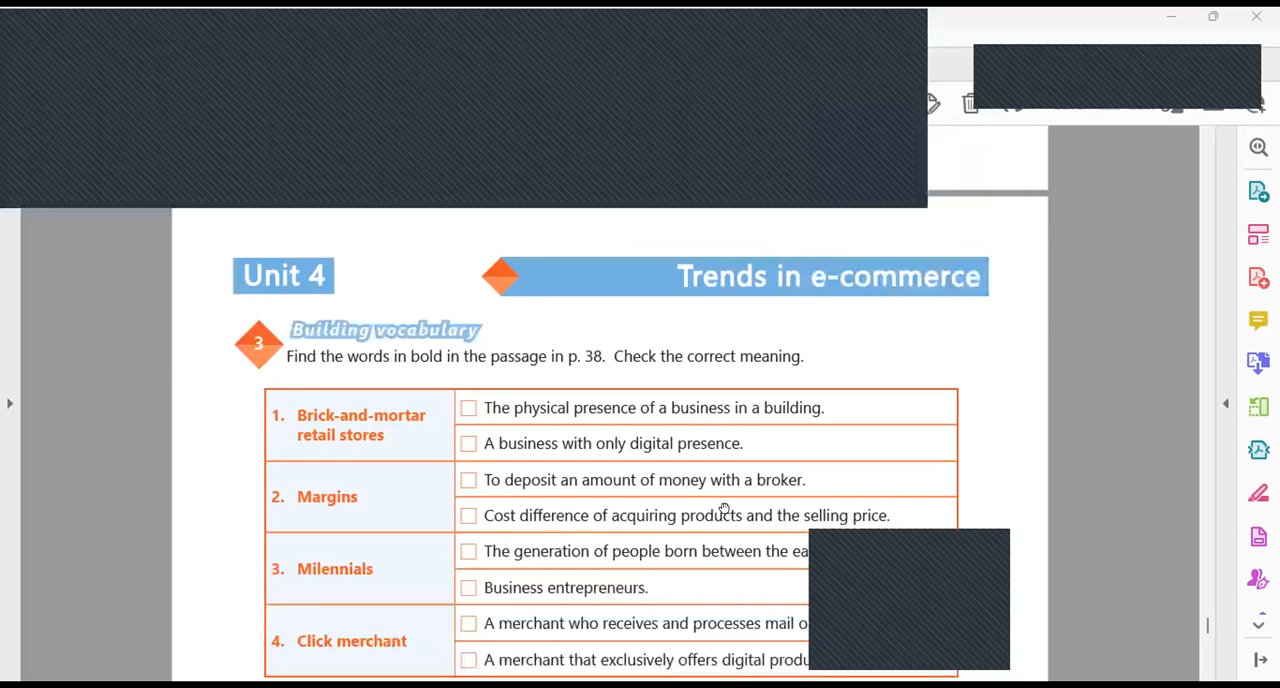 Unit 4
Trends in e-commerce
3
Building vocabulary
Find the words in bold in the passage in p. 38. Check the correct meaning.
1. Brick-and-mortar
retail stores
The physical presence of a business in a building.
A business with only digital presence.
2. Margins
To deposit an amount of money with a broker.
Cost difference of acquiring products and the selling price.
3. Milennials
The generation of people born between the
Business entrepreneurs.
4. Click merchant
A merchant who receives and processes mail
A merchant that exclusively offers digital